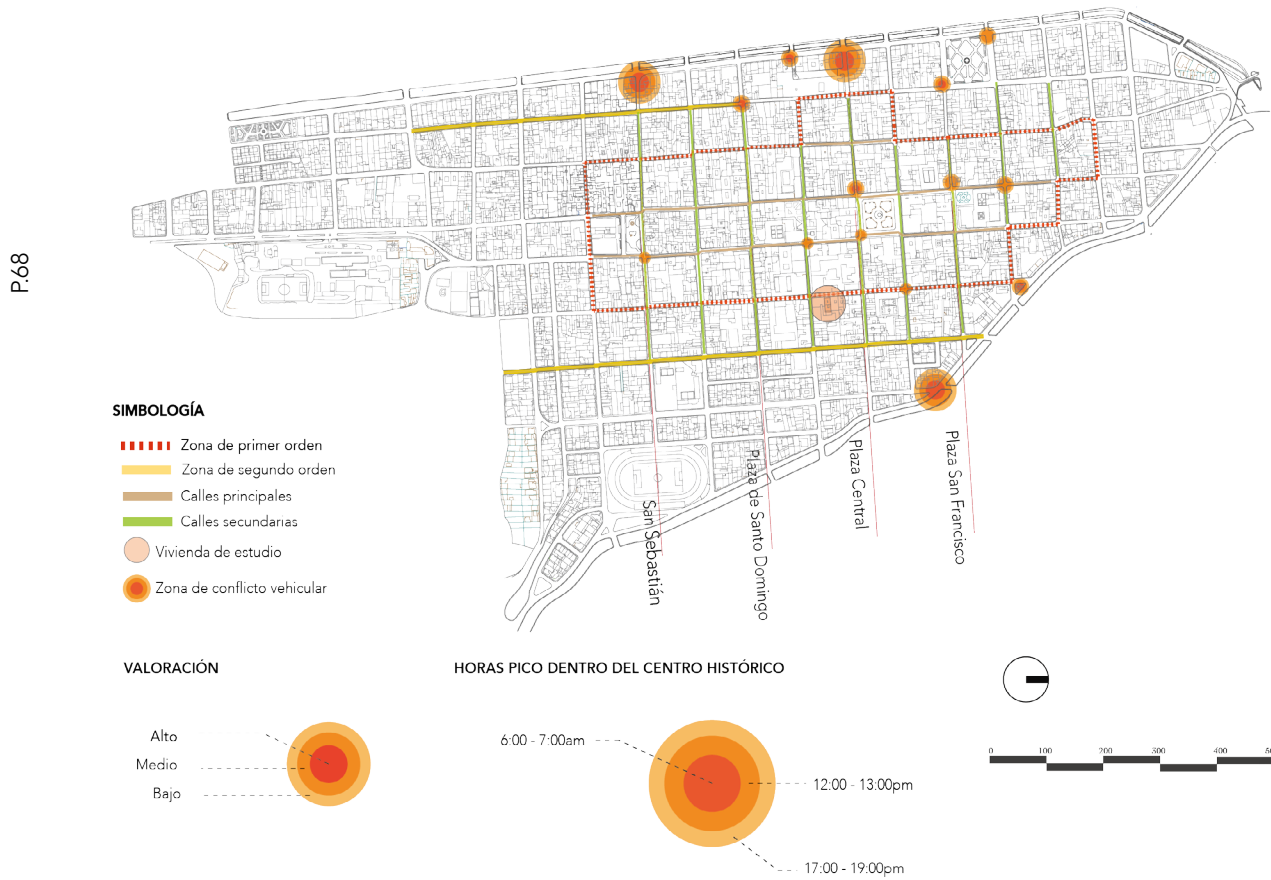 P.68
San Sebastián
Plaza de Santo Domingo
Plaza Central
Plaza San Francisco
SIMBOLOGÍA
Zona de primer orden
Zona de segundo orden
Calles principales
Calles secundarias
Vivienda de estudio
Zona de conflicto vehicular
VALORACIÓN
Alto
Medio
Bajo
HORAS PICO DENTRO DEL CENTRO HISTÓRICO
6:00 - 7:00am
12:00 - 13:00pm
17:00 - 19:00pm
0 100 200 300 400